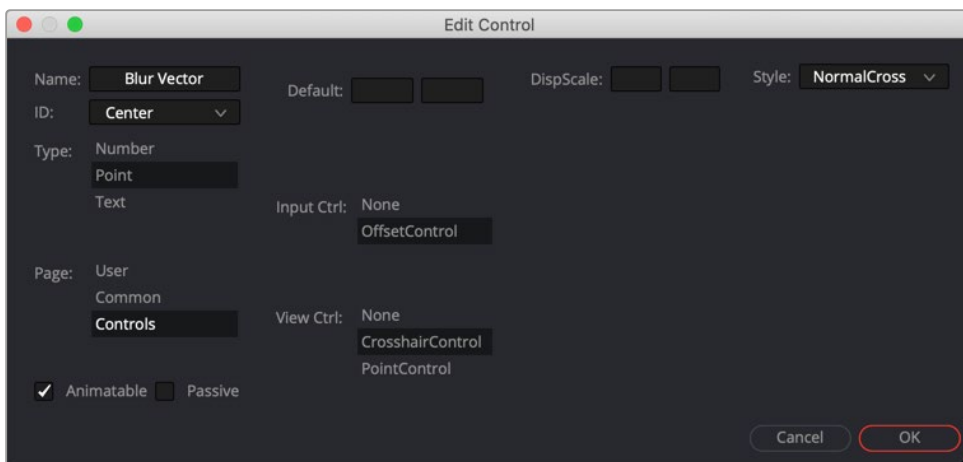 Edit Control
Name: Blur Vector
Default:
DispScale:
Style: NormalCross
ID: Center
Type: Number
Point
Text
Input Ctrl: None
OffsetControl
Page: User
Common
Controls
View Ctrl: None
CrosshairControl
PointControl
Animatable Passive
Cancel OK